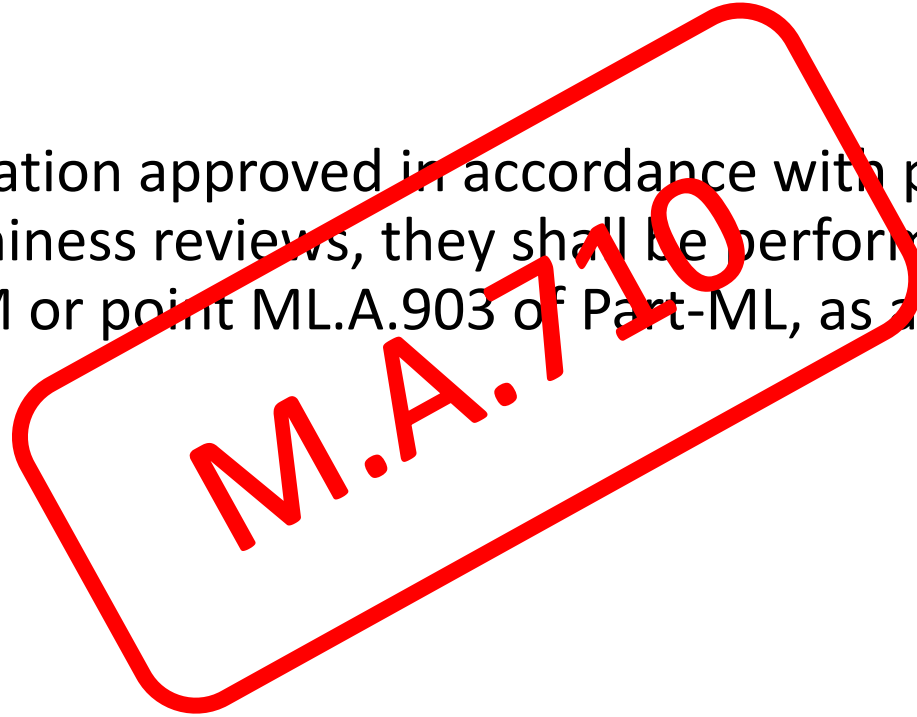 ation approved in accordance with p
iness reviews, they shall be perform
or point ML.A.903 of Part-ML, as a
M.A.710